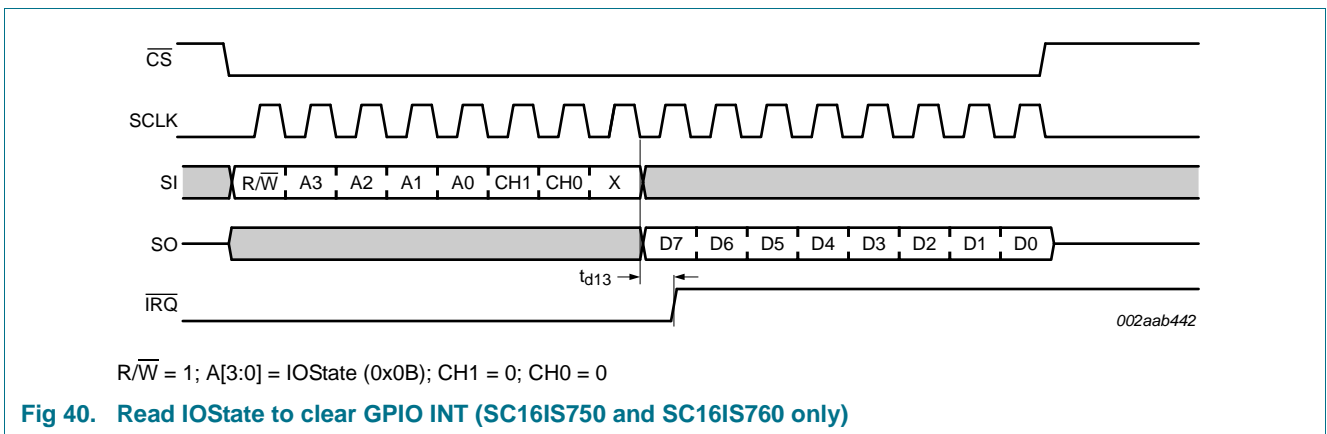 C̅S̅
SCLK
SI R/W̅ A3 A2 A1 A0 CH1 CH0 X
SO D7 D6 D5 D4 D3 D2 D1 D0
td13
I̅R̅Q̅
002aab442
R/W̅ = 1; A[3:0] = IOState (0x0B); CH1 = 0; CH0 = 0
Fig 40. Read IOState to clear GPIO INT (SC16IS750 and SC16IS760 only)